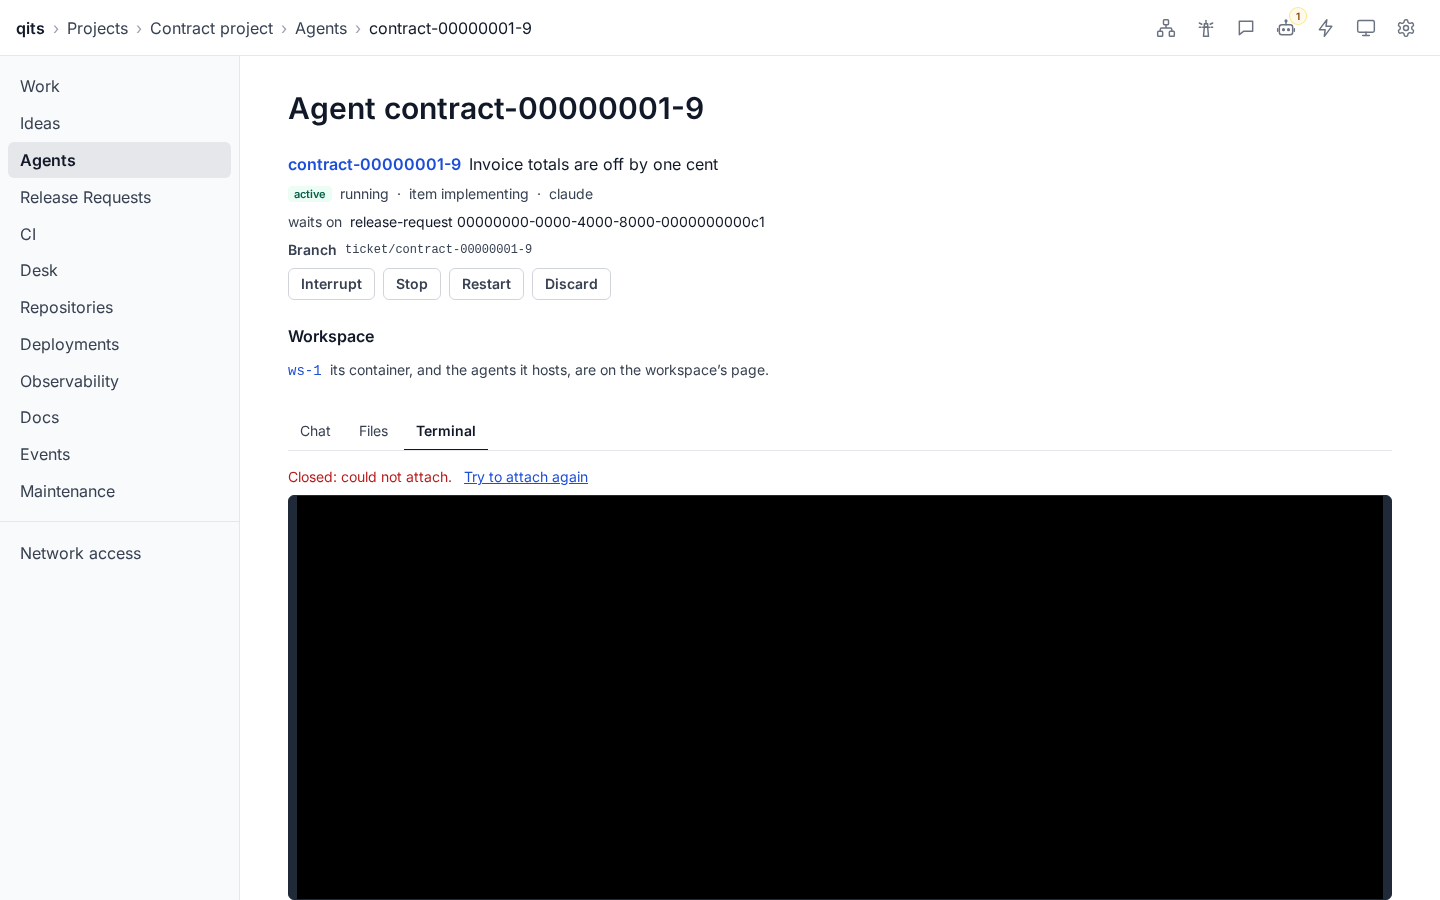 qits › Projects › Contract project › Agents › contract-00000001-9
1
Work
Ideas
Agents
Release Requests
CI
Desk
Repositories
Deployments
Observability
Docs
Events
Maintenance
Network access
Agent contract-00000001-9
contract-00000001-9 Invoice totals are off by one cent
active running · item implementing · claude
waits on release-request 00000000-0000-4000-8000-0000000000c1
Branch ticket/contract-00000001-9
Interrupt Stop Restart Discard
Workspace
ws-1 its container, and the agents it hosts, are on the workspace’s page.
Chat Files Terminal
Closed: could not attach. Try to attach again